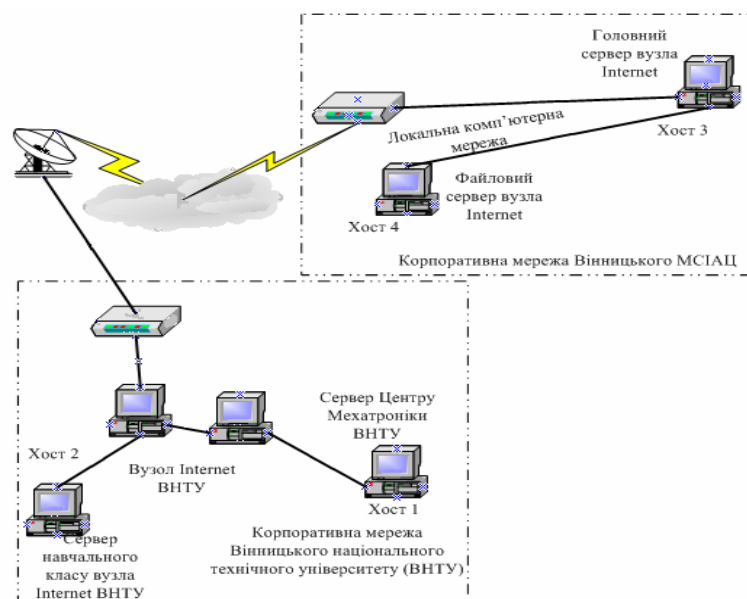 Головний
сервер вузла
Internet
Хост 3
Локальна комп’ютерна
мережа
Файловий
сервер вузла
Internet
Хост 4
Корпоративна мережа Вінницького МСІАЦ
Сервер Центру
Мехатроніки
ВНТУ
Хост 2
Вузол Internet
ВНТУ
Хост 1
Сервер
навчального
класу вузла
Internet ВНТУ
Корпоративна мережа
Вінницького національного
технічного університету (ВНТУ)